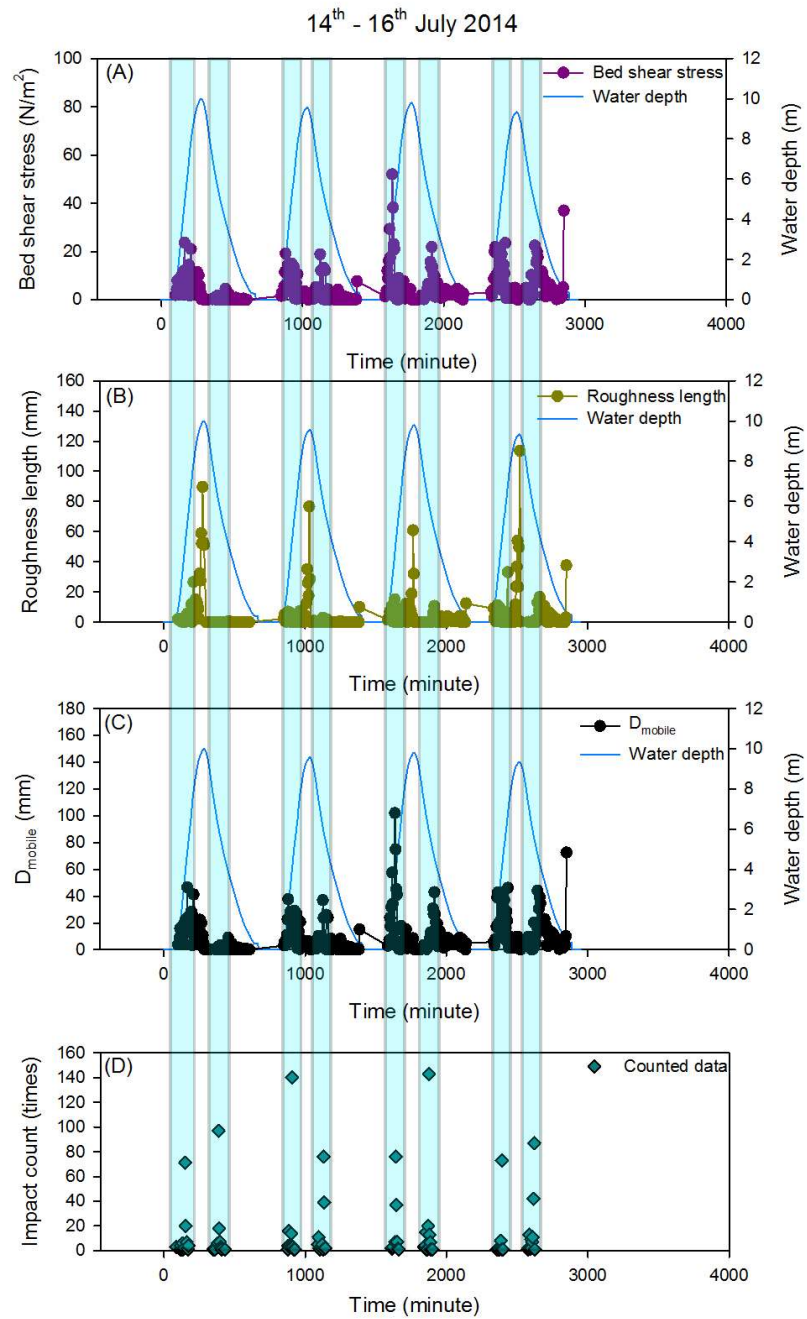 14th - 16th July 2014
(A)
Bed shear stress
Water depth
Bed shear stress (N/m2)
100
80
60
40
20
0
12
10
8
6
4
2
0
Water depth (m)
0 1000 2000 3000 4000
Time (minute)
(B)
Roughness length
Water depth
Roughness length (mm)
160
140
120
100
80
60
40
20
0
12
10
8
6
4
2
0
Water depth (m)
0 1000 2000 3000 4000
Time (minute)
(C)
Dmobile
Water depth
Dmobile (mm)
180
160
140
120
100
80
60
40
20
0
12
10
8
6
4
2
0
Water depth (m)
0 1000 2000 3000 4000
Time (minute)
(D)
Counted data
Impact count (times)
160
140
120
100
80
60
40
20
0
0 1000 2000 3000 4000
Time (minute)